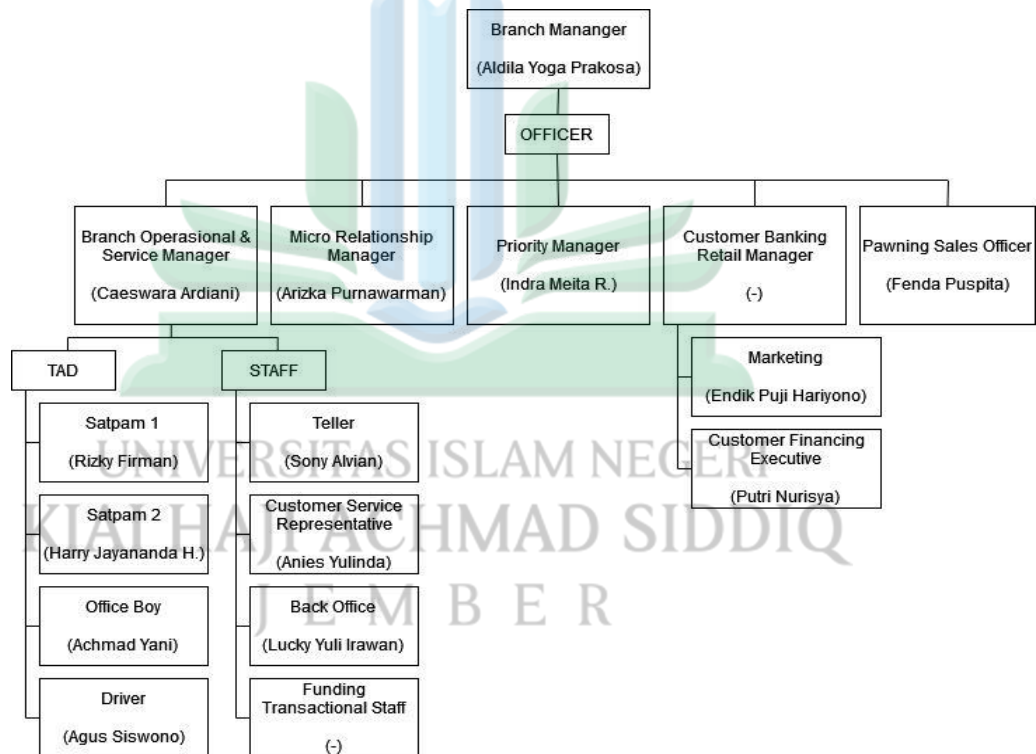 Branch Mananger
(Aldila Yoga Prakosa)
OFFICER
Branch Operasional &
Service Manager
(Caeswara Ardiani)
Micro Relationship
Manager
(Arizka Purnawarman)
Priority Manager
(Indra Meita R.)
Customer Banking
Retail Manager
(-)
Pawning Sales Officer
(Fenda Puspita)
TAD
STAFF
Satpam 1
(Rizky Firman)
Satpam 2
(Harry Jayananda H.)
Office Boy
(Achmad Yani)
Driver
(Agus Siswono)
Teller
(Sony Alvian)
Customer Service
Representative
(Anies Yulinda)
Back Office
(Lucky Yuli Irawan)
Funding
Transactional Staff
(-)
Marketing
(Endik Puji Hariyono)
Customer Financing
Executive
(Putri Nurisya)
UNIVERSITAS ISLAM NEGERI
KIAI HAJI ACHMAD SIDDIQ
JEMBER